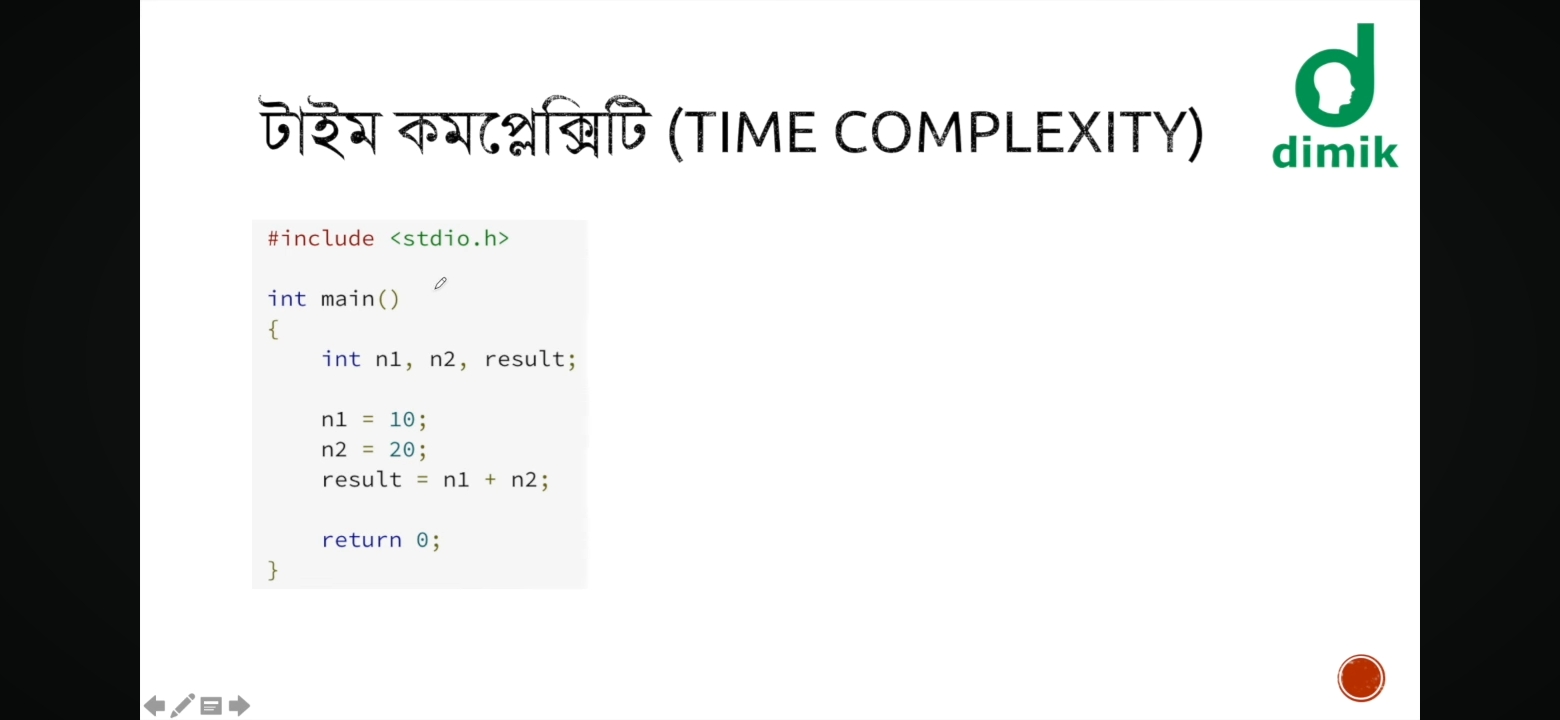 টাইম কমপ্লেক্সিটি (TIME COMPLEXITY)
dimik
#include <stdio.h>
int main()
{
    int n1, n2, result;
    n1 = 10;
    n2 = 20;
    result = n1 + n2;
    return 0;
}